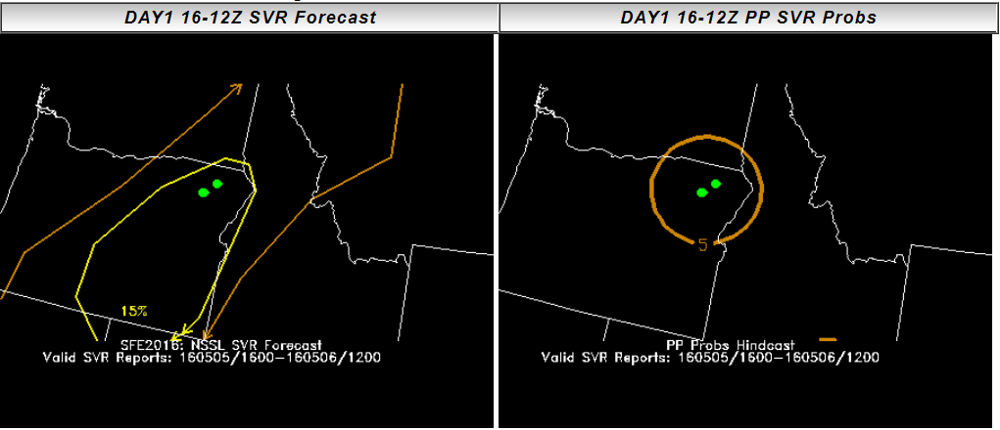 DAY1 16-12Z SVR Forecast
DAY1 16-12Z PP SVR Probs
15%
SFE2016: NSSL SVR Forecast
Valid SVR Reports: 160505/1600-160506/1200
5
PP Probs Hindcast
Valid SVR Reports: 160505/1600-160506/1200